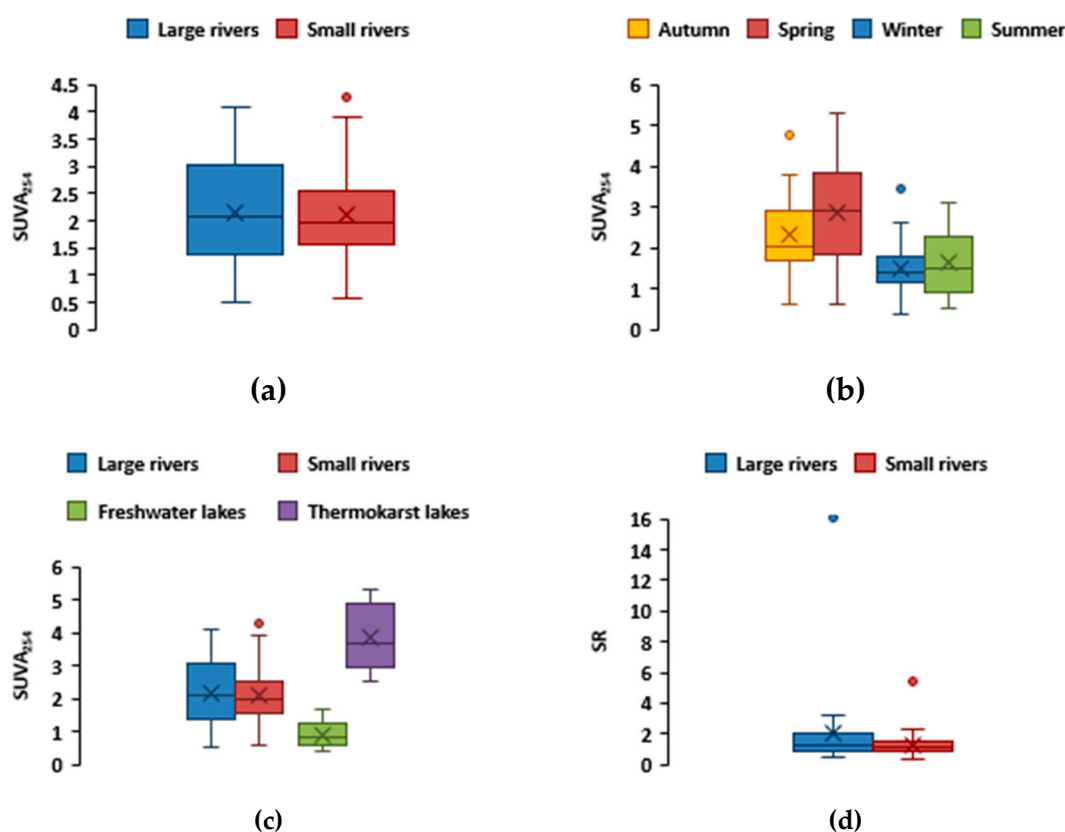 Large rivers Small rivers
4.5
4
3.5
3
2.5
2
1.5
1
0.5
0
SUVA₂₅₄
(a)
Autumn Spring Winter Summer
6
5
4
3
2
1
0
SUVA₂₅₄
(b)
Large rivers Small rivers
Freshwater lakes Thermokarst lakes
6
5
4
3
2
1
0
SUVA₂₅₄
(c)
Large rivers Small rivers
16
14
12
10
8
6
4
2
0
SR
(d)